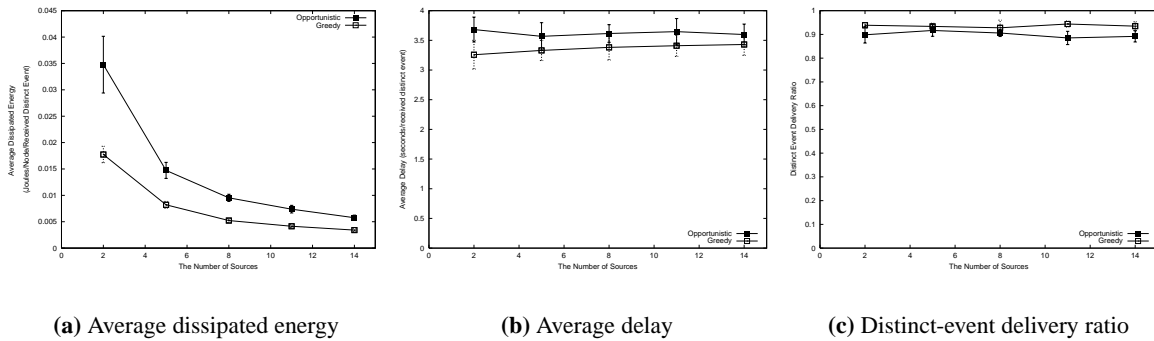 0.045
0.04
0.035
0.03
0.025
0.02
0.015
0.01
0.005
0
0 2 4 6 8 10 12 14
Average Dissipated Energy
(Joules/Node/Received Distinct Event)
The Number of Sources
Opportunistic
Greedy
4
3.5
3
2.5
2
1.5
1
0.5
0
0 2 4 6 8 10 12 14
Average Delay (seconds/received distinct event)
The Number of Sources
Opportunistic
Greedy
1
0.9
0.8
0.7
0.6
0.5
0.4
0.3
0.2
0.1
0
0 2 4 6 8 10 12 14
Distinct Event Delivery Ratio
The Number of Sources
Opportunistic
Greedy
(a) Average dissipated energy
(b) Average delay
(c) Distinct-event delivery ratio